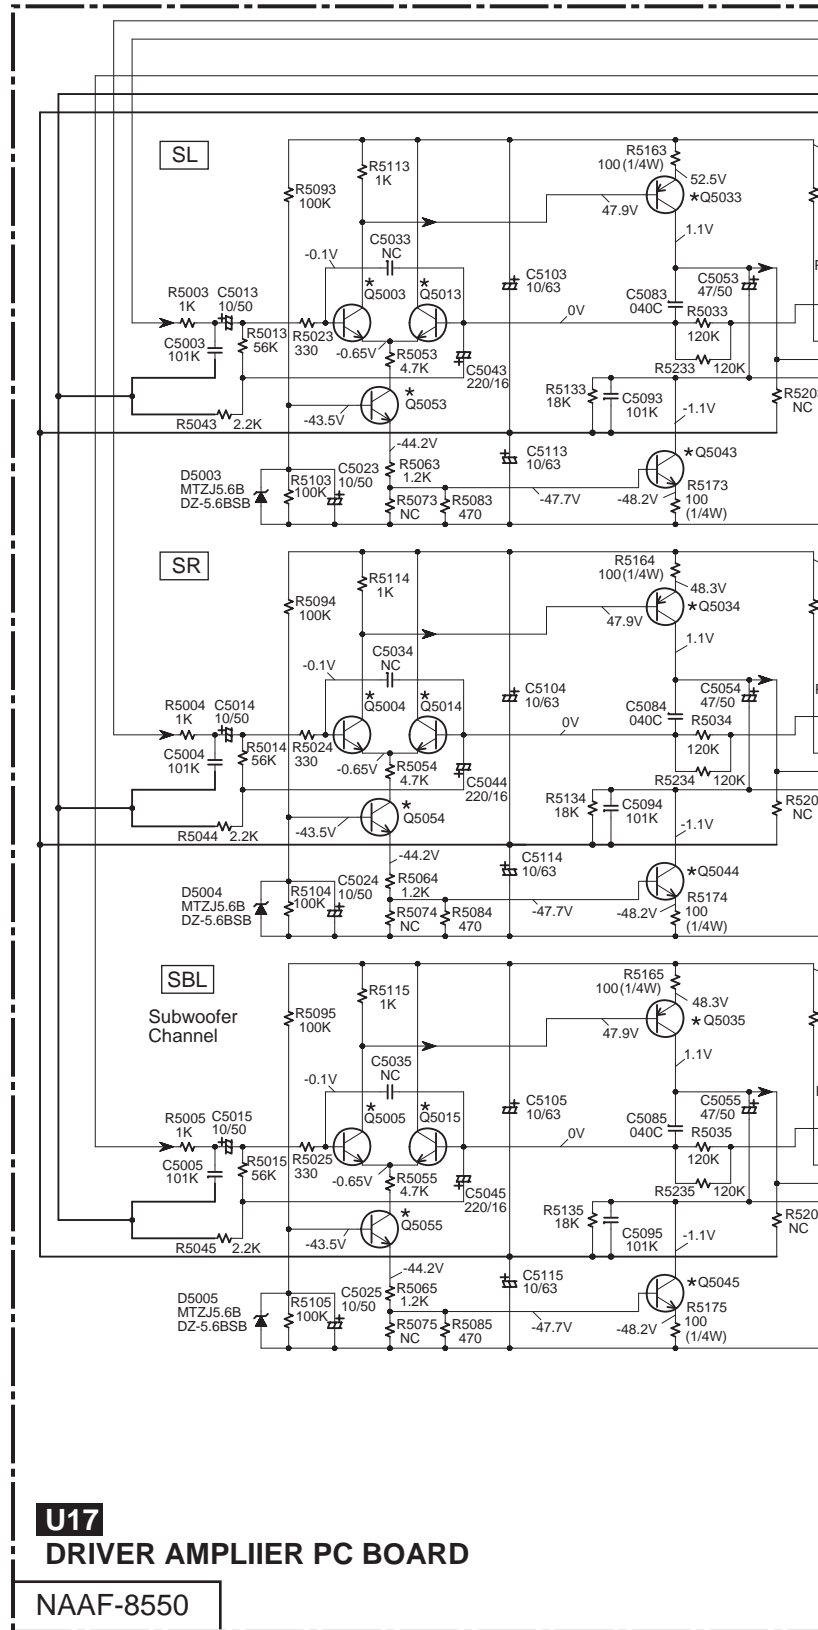 SL
R5163
100 (1/4W)
52.5V
*Q5033
R5113
1K
R5093
100K
47.9V
1.1V
C5033
NC
-0.1V
*
Q5003
*
Q5013
C5103
10/63
C5053
47/50
R5003
1K
C5013
10/50
0V
C5083
040C
R5033
120K
R5013
56K
R5023
330
C5003
101K
-0.65V
R5053
4.7K
C5043
220/16
R5233
120K
R5133
18K
C5093
101K
R5203
NC
*
Q5053
-43.5V
-1.1V
R5043
2.2K
-44.2V
C5113
10/63
*Q5043
D5003
MTZJ5.6B
DZ-5.6BSB
R5103
100K
C5023
10/50
R5063
1.2K
R5073
NC
R5083
470
-47.7V
-48.2V
R5173
100
(1/4W)
SR
R5164
100(1/4W)
48.3V
*Q5034
R5114
1K
R5094
100K
47.9V
1.1V
C5034
NC
-0.1V
*
Q5004
*
Q5014
C5104
10/63
C5054
47/50
R5004
1K
C5014
10/50
0V
C5084
040C
R5034
120K
R5014
56K
R5024
330
C5004
101K
-0.65V
R5054
4.7K
C5044
220/16
R5234
120K
R5134
18K
C5094
101K
R520
NC
*
Q5054
-43.5V
-1.1V
R5044
2.2K
-44.2V
C5114
10/63
*Q5044
D5004
MTZJ5.6B
DZ-5.6BSB
R5104
100K
C5024
10/50
R5064
1.2K
R5074
NC
R5084
470
-47.7V
-48.2V
R5174
100
(1/4W)
SBL
Subwoofer
Channel
R5165
100(1/4W)
48.3V
*Q5035
R5115
1K
R5095
100K
47.9V
1.1V
C5035
NC
-0.1V
*
Q5005
*
Q5015
C5105
10/63
C5055
47/50
R5005
1K
C5015
10/50
0V
C5085
040C
R5035
120K
R5015
56K
R5025
330
C5005
101K
-0.65V
R5055
4.7K
C5045
220/16
R5235
120K
R5135
18K
C5095
101K
R520
NC
*
Q5055
-43.5V
-1.1V
R5045
2.2K
-44.2V
C5115
10/63
*Q5045
D5005
MTZJ5.6B
DZ-5.6BSB
R5105
100K
C5025
10/50
R5065
1.2K
R5075
NC
R5085
470
-47.7V
-48.2V
R5175
100
(1/4W)
U17
DRIVER AMPLIIER PC BOARD
NAAF-8550